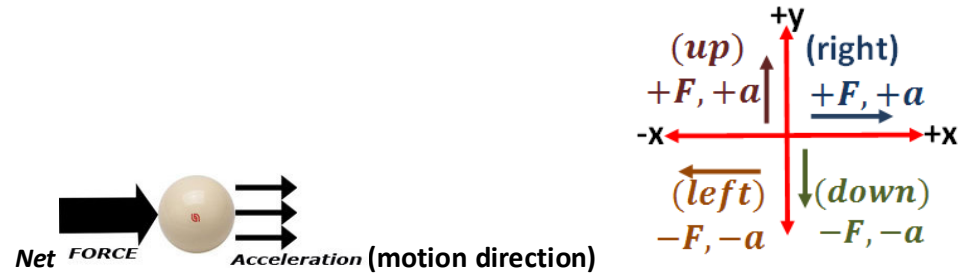 +y
(up)
(right)
+F, +a
+F, +a
-x
+x
(left)
(down)
−F, −a
−F, −a
Net FORCE
Acceleration (motion direction)